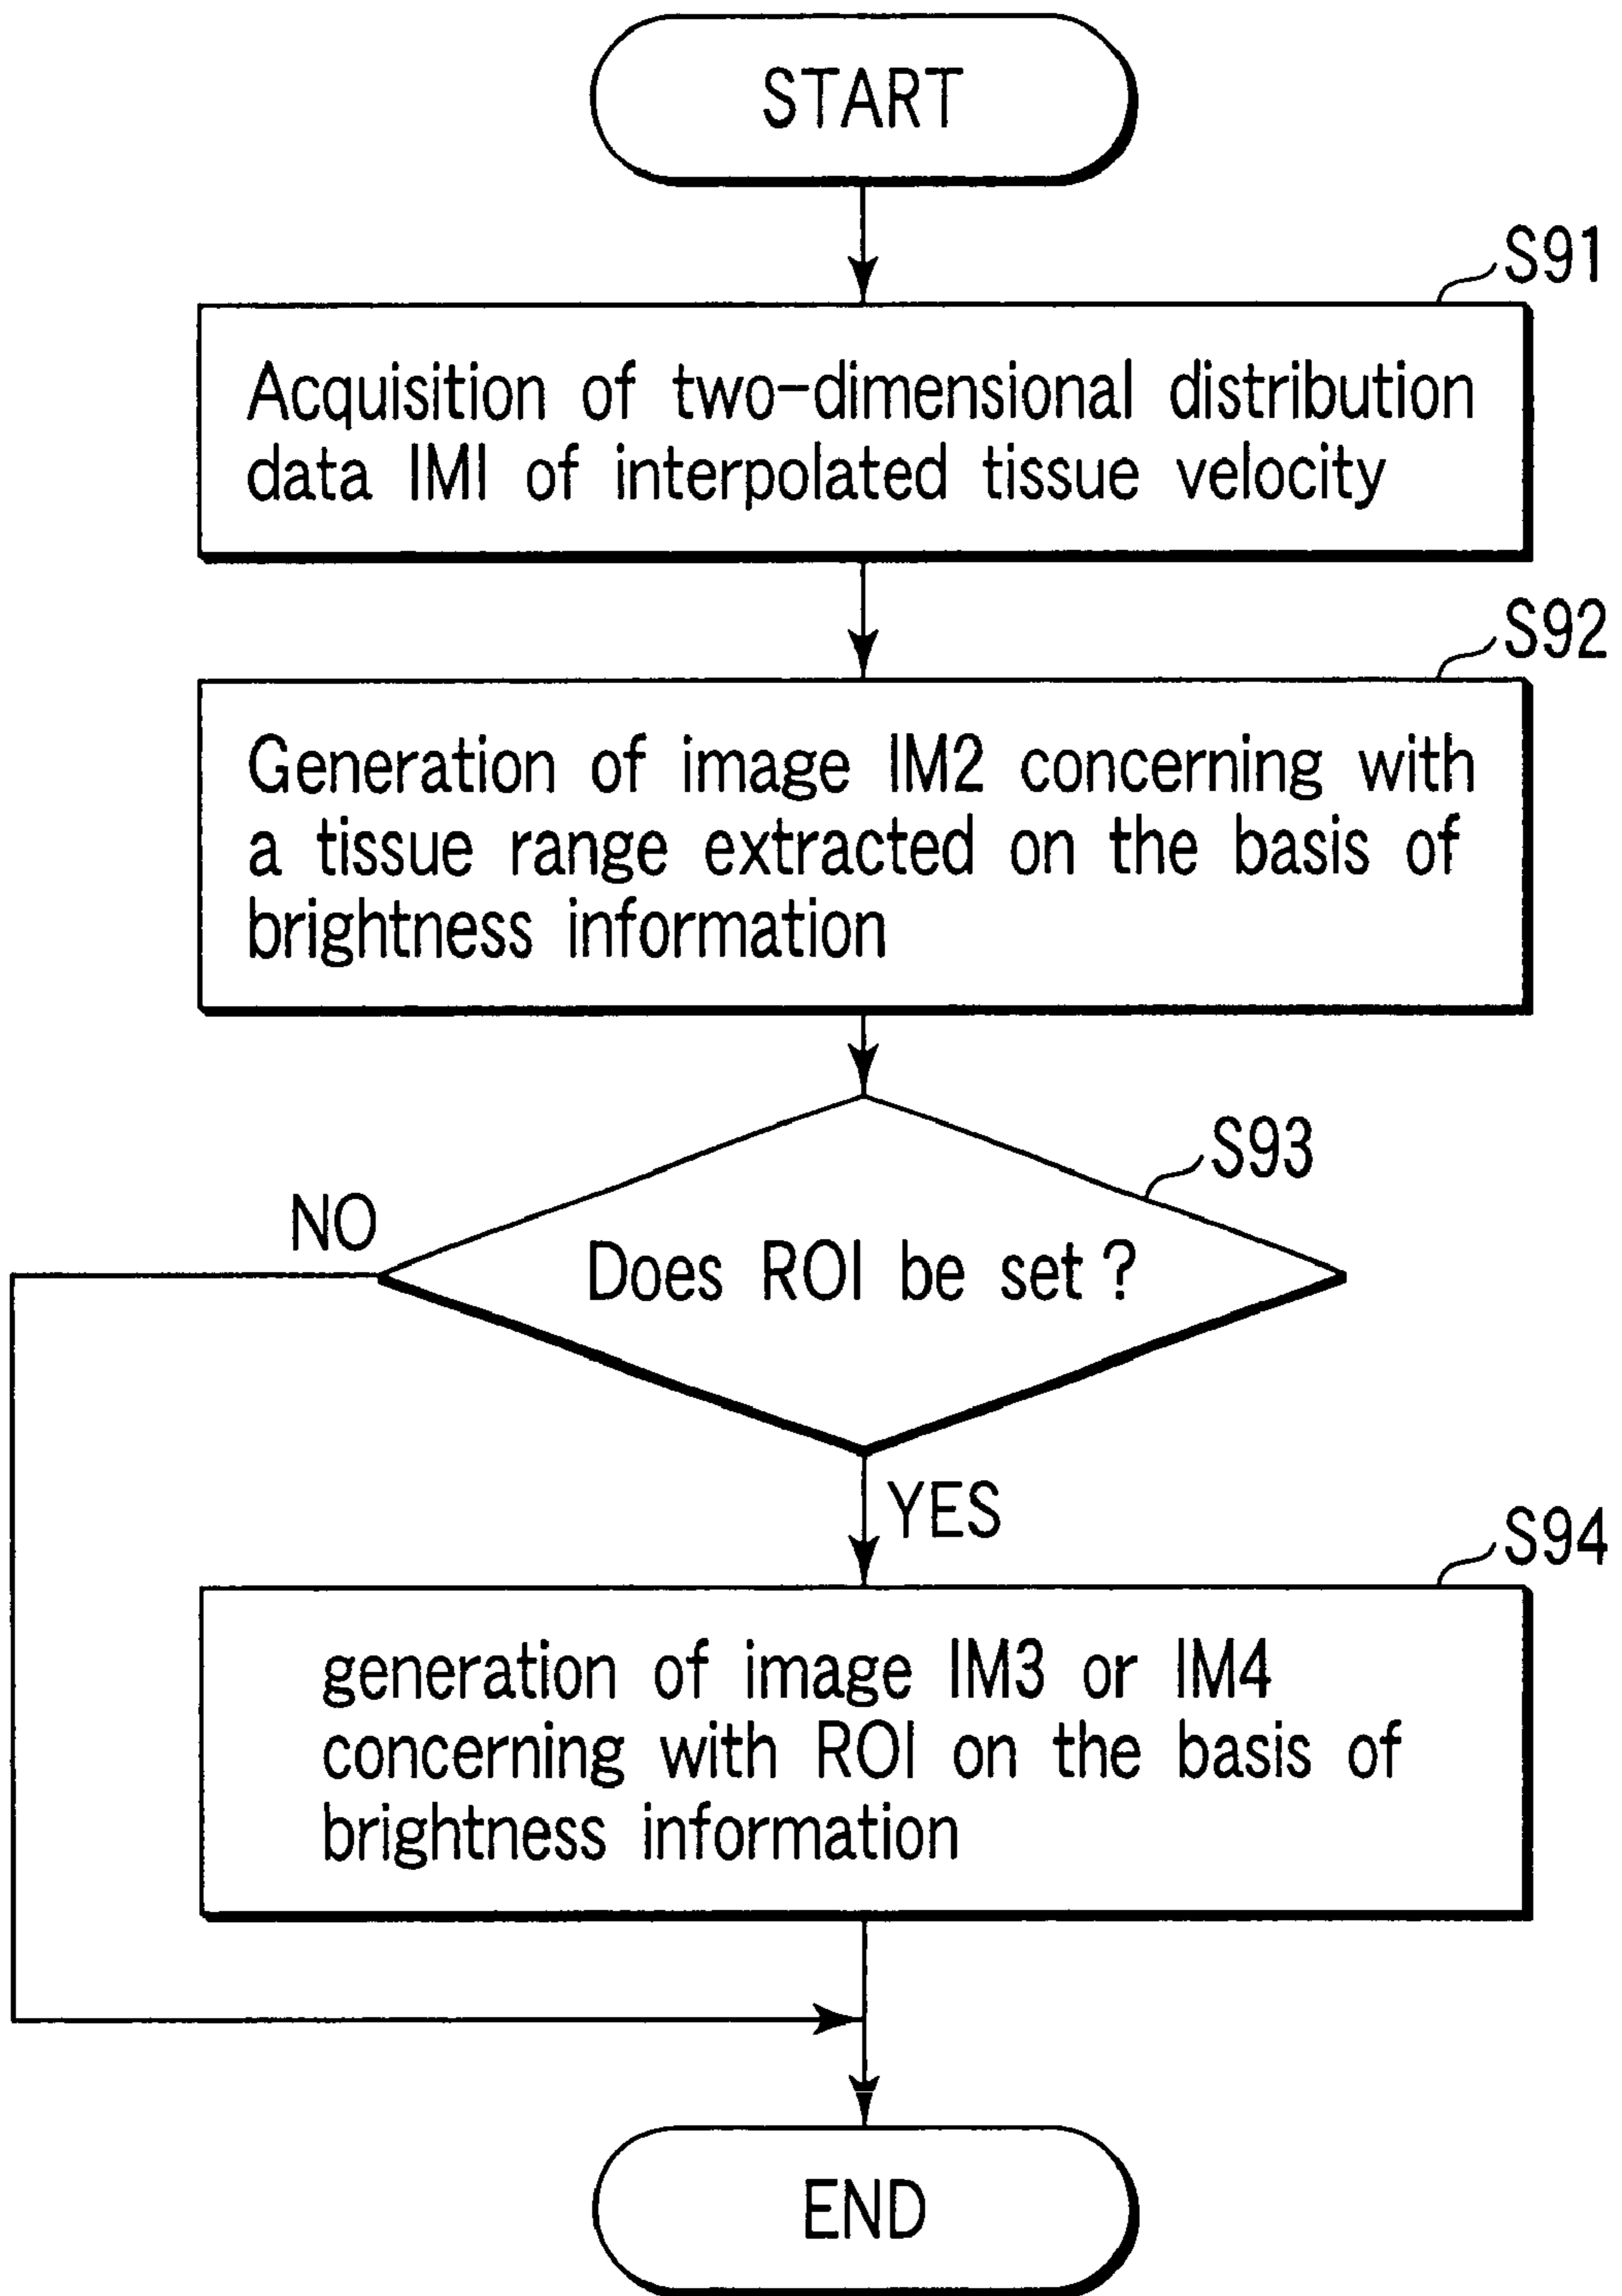 START
S91
Acquisition of two-dimensional distribution
data IMI of interpolated tissue velocity
S92
Generation of image IM2 concerning with
a tissue range extracted on the basis of
brightness information
S93
NO
Does ROI be set?
YES
S94
generation of image IM3 or IM4
concerning with ROI on the basis of
brightness information
END